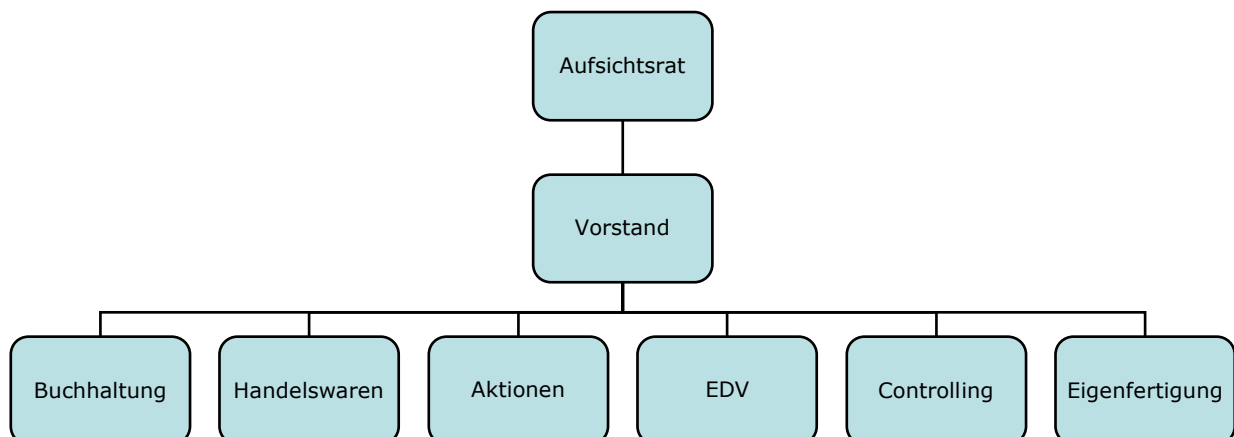 Aufsichtsrat
Vorstand
Buchhaltung
Handelswaren
Aktionen
EDV
Controlling
Eigenfertigung